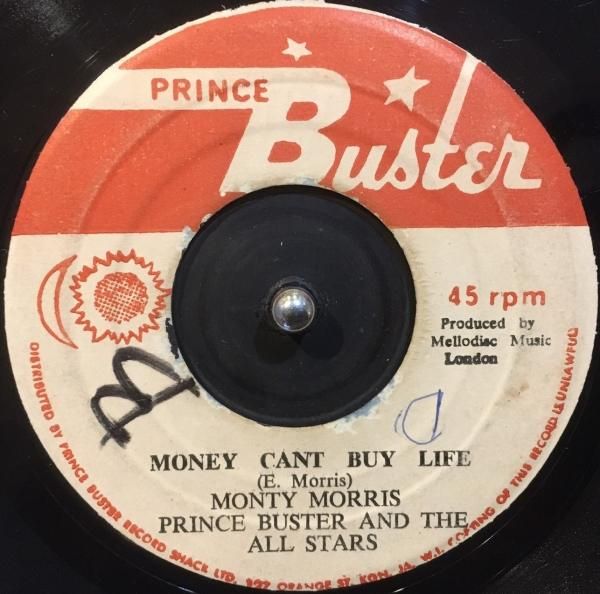 PRINCE
Buster
45 rpm
Produced by
Mellodisc Music
London
B
MONEY CANT BUY LIFE
(E. Morris)
MONTY MORRIS
PRINCE BUSTER AND THE
ALL STARS
DISTRIBUTED BY PRINCE BUSTER RECORD SHACK LTD. 127 ORANGE ST. KGN. JA. W.I. COPYING OF THIS RECORD IS UNLAWFUL